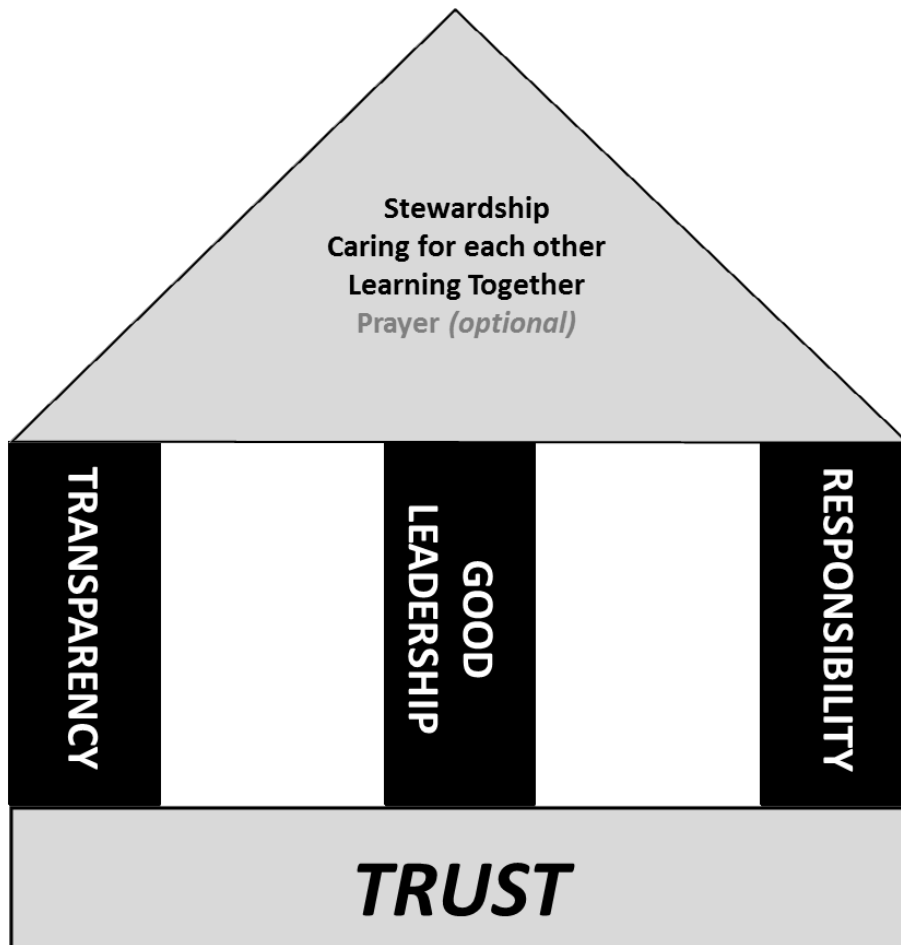 Stewardship
Caring for each other
Learning Together
Prayer (optional)
TRANSPARENCY
GOOD
LEADERSHIP
RESPONSIBILITY
TRUST